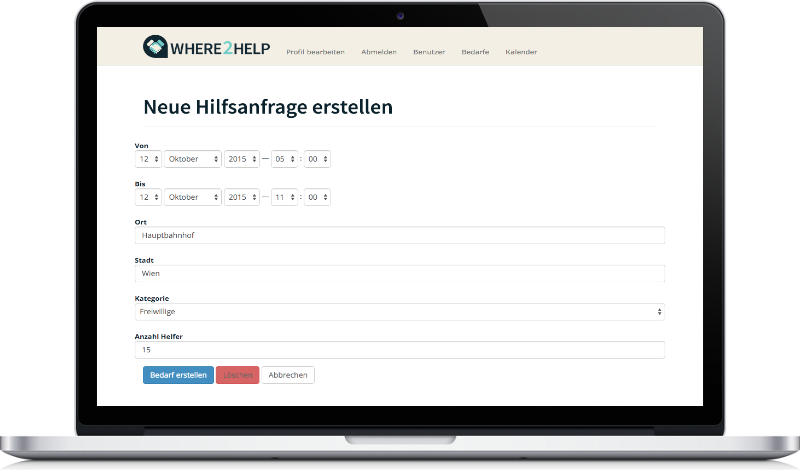 WHERE2HELP Profil bearbeiten Abmelden Benutzer Bedarfe Kalender
Neue Hilfsanfrage erstellen
Von
12 Oktober 2015 — 05 : 00
Bis
12 Oktober 2015 — 11 : 00
Ort
Hauptbahnhof
Stadt
Wien
Kategorie
Freiwillige
Anzahl Helfer
15
Bedarf erstellen Löschen Abbrechen